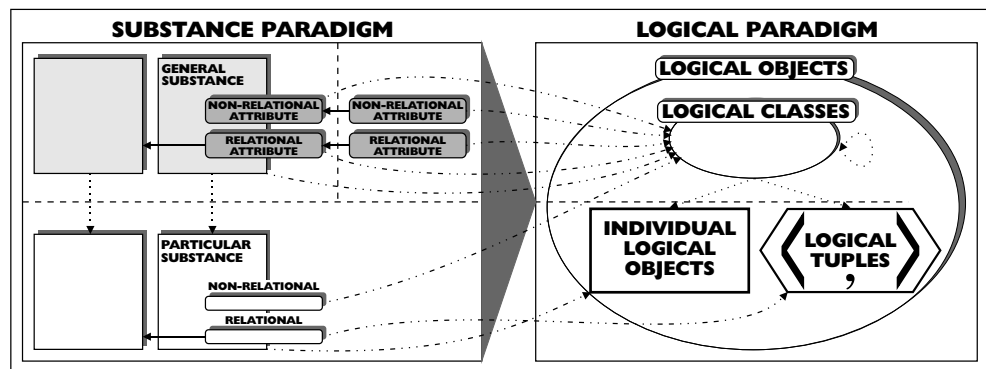 SUBSTANCE PARADIGM
GENERAL
SUBSTANCE
NON-RELATIONAL
ATTRIBUTE
NON-RELATIONAL
ATTRIBUTE
RELATIONAL
ATTRIBUTE
RELATIONAL
ATTRIBUTE
PARTICULAR
SUBSTANCE
NON-RELATIONAL
RELATIONAL
LOGICAL PARADIGM
LOGICAL OBJECTS
LOGICAL CLASSES
INDIVIDUAL
LOGICAL
OBJECTS
LOGICAL
TUPLES
,